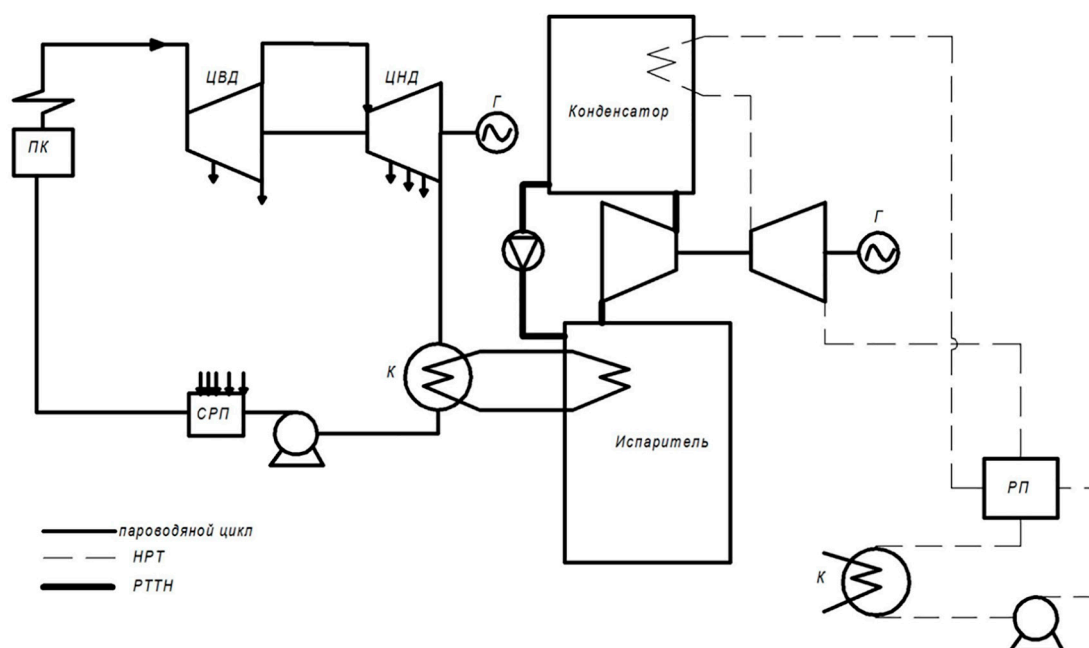 ЦВД
ЦНД
Г
ПК
Конденсатор
Г
К
СРП
Испаритель
РП
К
пароводяной цикл
НРТ
РТТН